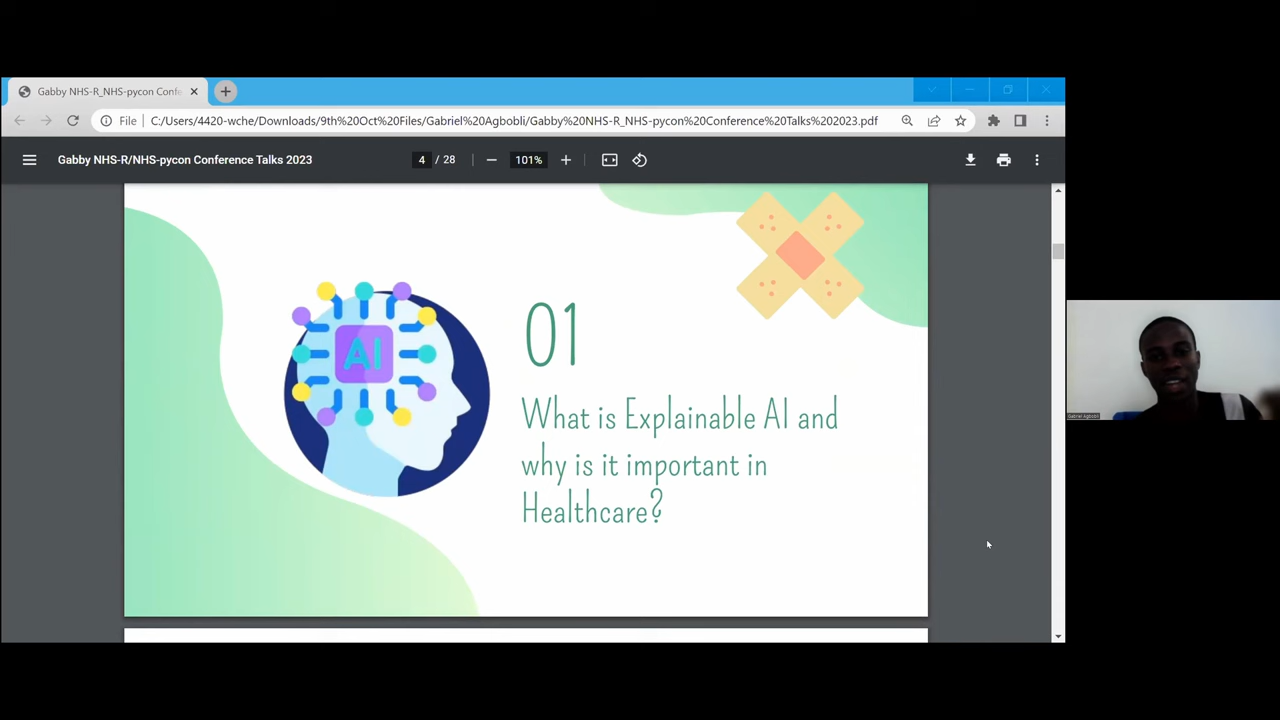 Gabby NHS-R_NHS-pycon Confe
File
C:/Users/4420-wche/Downloads/9th%20Oct%20Files/Gabriel%20Agbobli/Gabby%20NHS-R_NHS-pycon%20Conference%20Talks%202023.pdf
Gabby NHS-R/NHS-pycon Conference Talks 2023
4 / 28
101%
AI
01
What is Explainable AI and
why is it important in
Healthcare?
Gabriel Agbobli